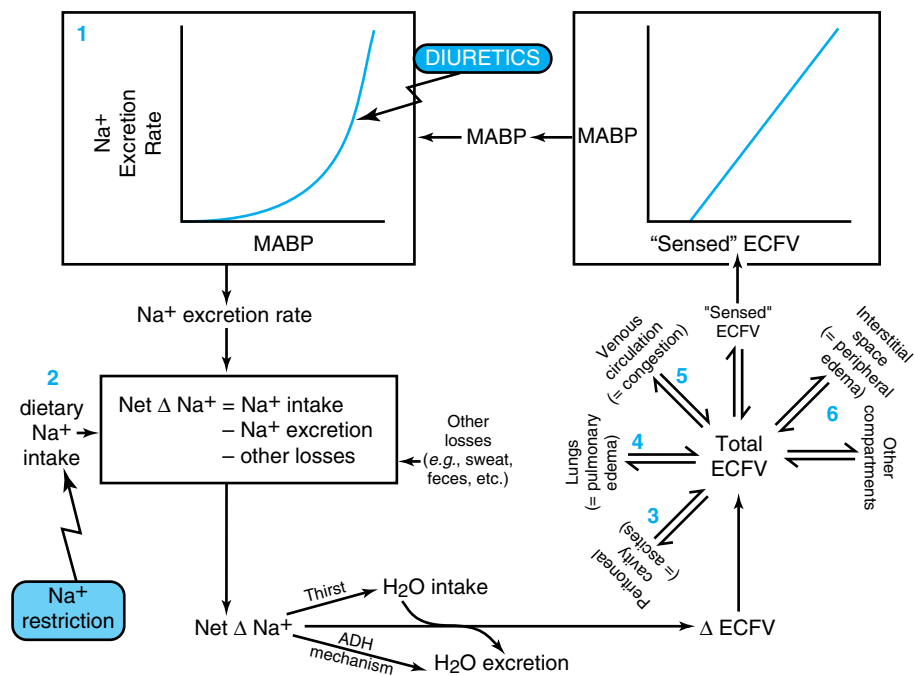 1
DIURETICS
Na+
Excretion
Rate
MABP
MABP
MABP
“Sensed” ECFV
Na+ excretion rate
2
dietary
Na+
intake
Net Δ Na+ = Na+ intake
– Na+ excretion
– other losses
Other
losses
(e.g., sweat,
feces, etc.)
Na+
restriction
Net Δ Na+
Thirst
H2O intake
ADH
mechanism
H2O excretion
Δ ECFV
"Sensed"
ECFV
Venous
circulation
(= congestion)
5
Interstitial
space
(= peripheral
edema)
6
Lungs
(= pulmonary
edema)
4
Total
ECFV
Other
compartments
3
Peritoneal
cavity
(= ascites)